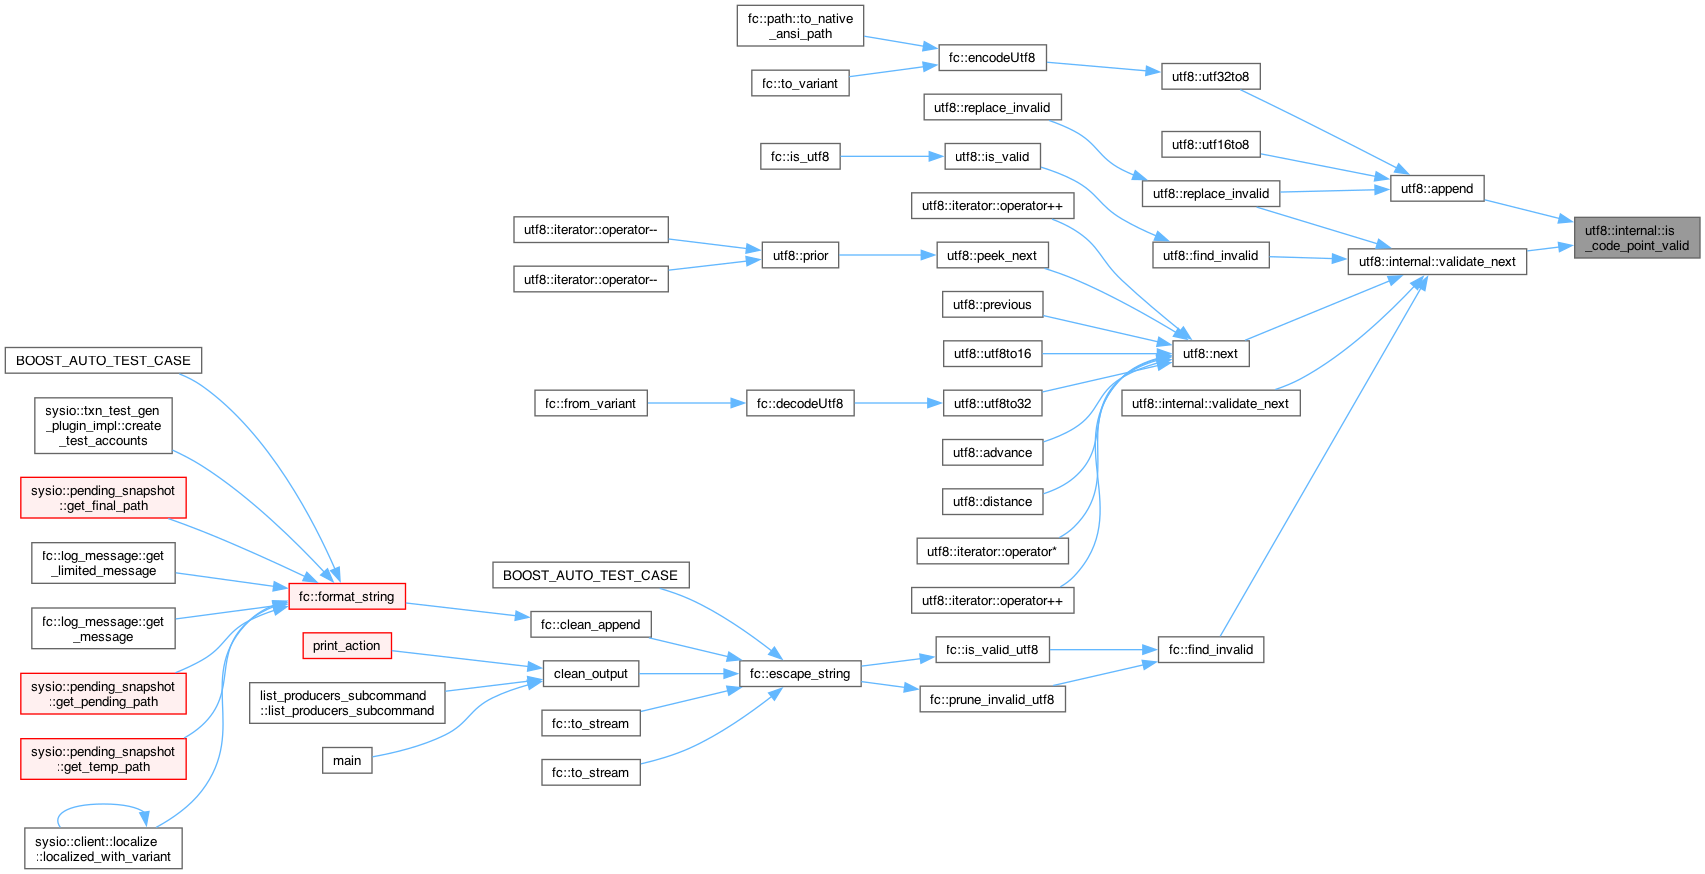 fc::path::to_native
_ansi_path
fc::encodeUtf8
fc::to_variant
utf8::utf32to8
utf8::replace_invalid
utf8::utf16to8
fc::is_utf8
utf8::is_valid
utf8::replace_invalid
utf8::append
utf8::iterator::operator++
utf8::internal::is
_code_point_valid
utf8::iterator::operator--
utf8::prior
utf8::peek_next
utf8::find_invalid
utf8::internal::validate_next
utf8::iterator::operator--
utf8::previous
utf8::utf8to16
utf8::next
BOOST_AUTO_TEST_CASE
fc::from_variant
fc::decodeUtf8
utf8::utf8to32
utf8::internal::validate_next
sysio::txn_test_gen
_plugin_impl::create
_test_accounts
utf8::advance
sysio::pending_snapshot
::get_final_path
utf8::distance
fc::log_message::get
_limited_message
utf8::iterator::operator*
BOOST_AUTO_TEST_CASE
fc::format_string
utf8::iterator::operator++
fc::log_message::get
_message
fc::clean_append
print_action
fc::is_valid_utf8
fc::find_invalid
clean_output
fc::escape_string
sysio::pending_snapshot
::get_pending_path
list_producers_subcommand
::list_producers_subcommand
fc::prune_invalid_utf8
fc::to_stream
sysio::pending_snapshot
::get_temp_path
main
fc::to_stream
sysio::client::localize
::localized_with_variant